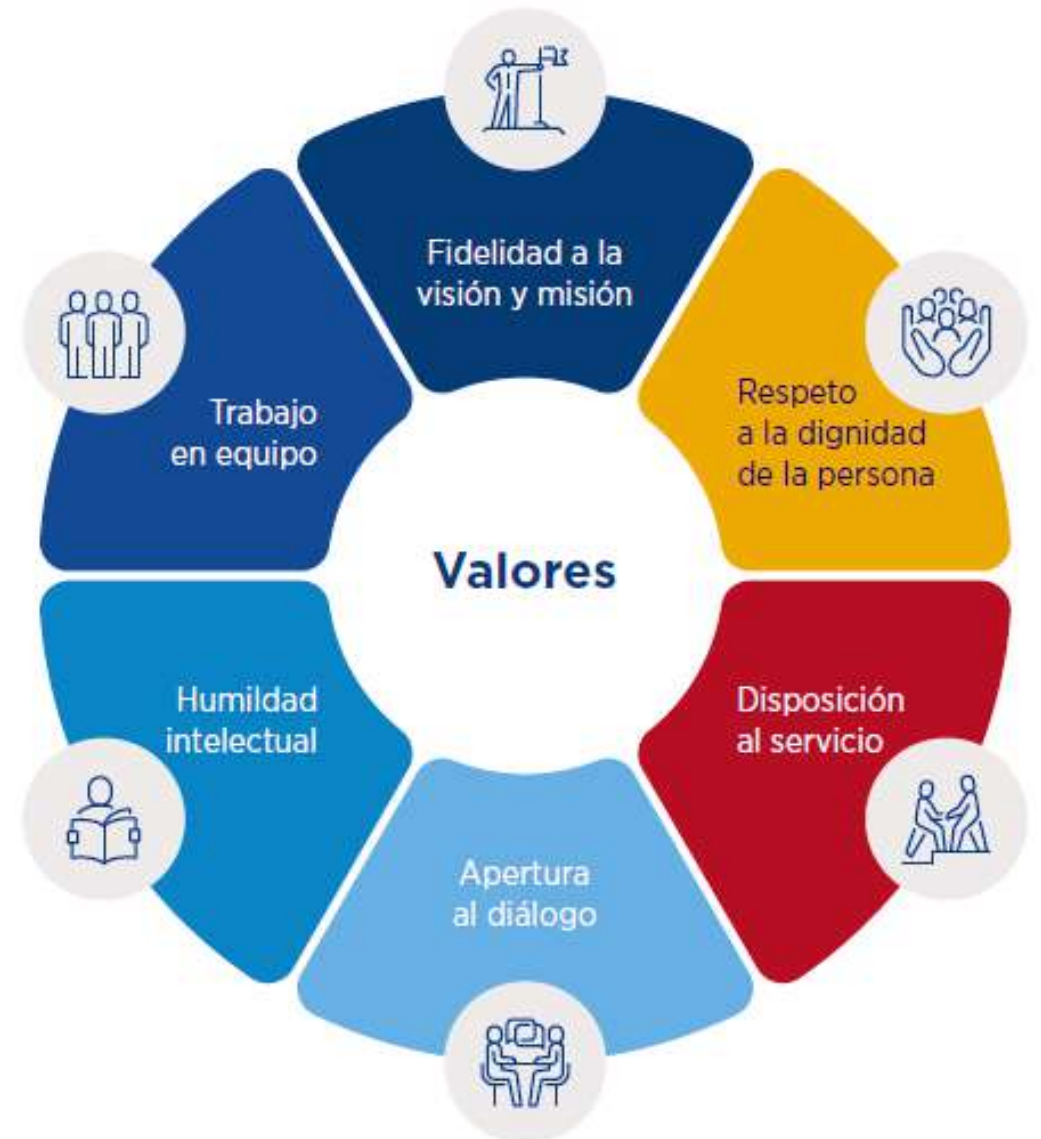 Fidelidad a la
visión y misión
Respeto
a la dignidad
de la persona
Disposición
al servicio
Apertura
al diálogo
Humildad
intelectual
Trabajo
en equipo
Valores